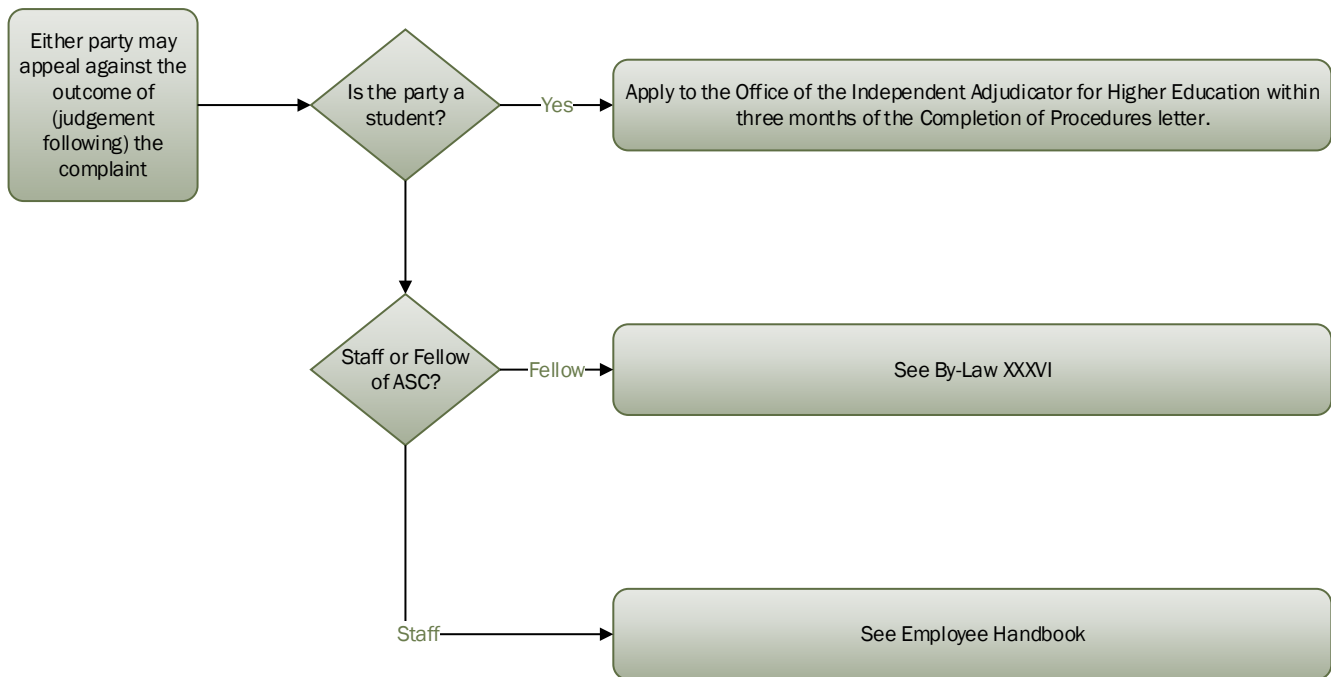 Either party may
appeal against the
outcome of
(judgement
following) the
complaint
Is the party a
student?
Yes
Apply to the Office of the Independent Adjudicator for Higher Education within
three months of the Completion of Procedures letter.
Staff or Fellow
of ASC?
Fellow
See By-Law XXXVI
Staff
See Employee Handbook